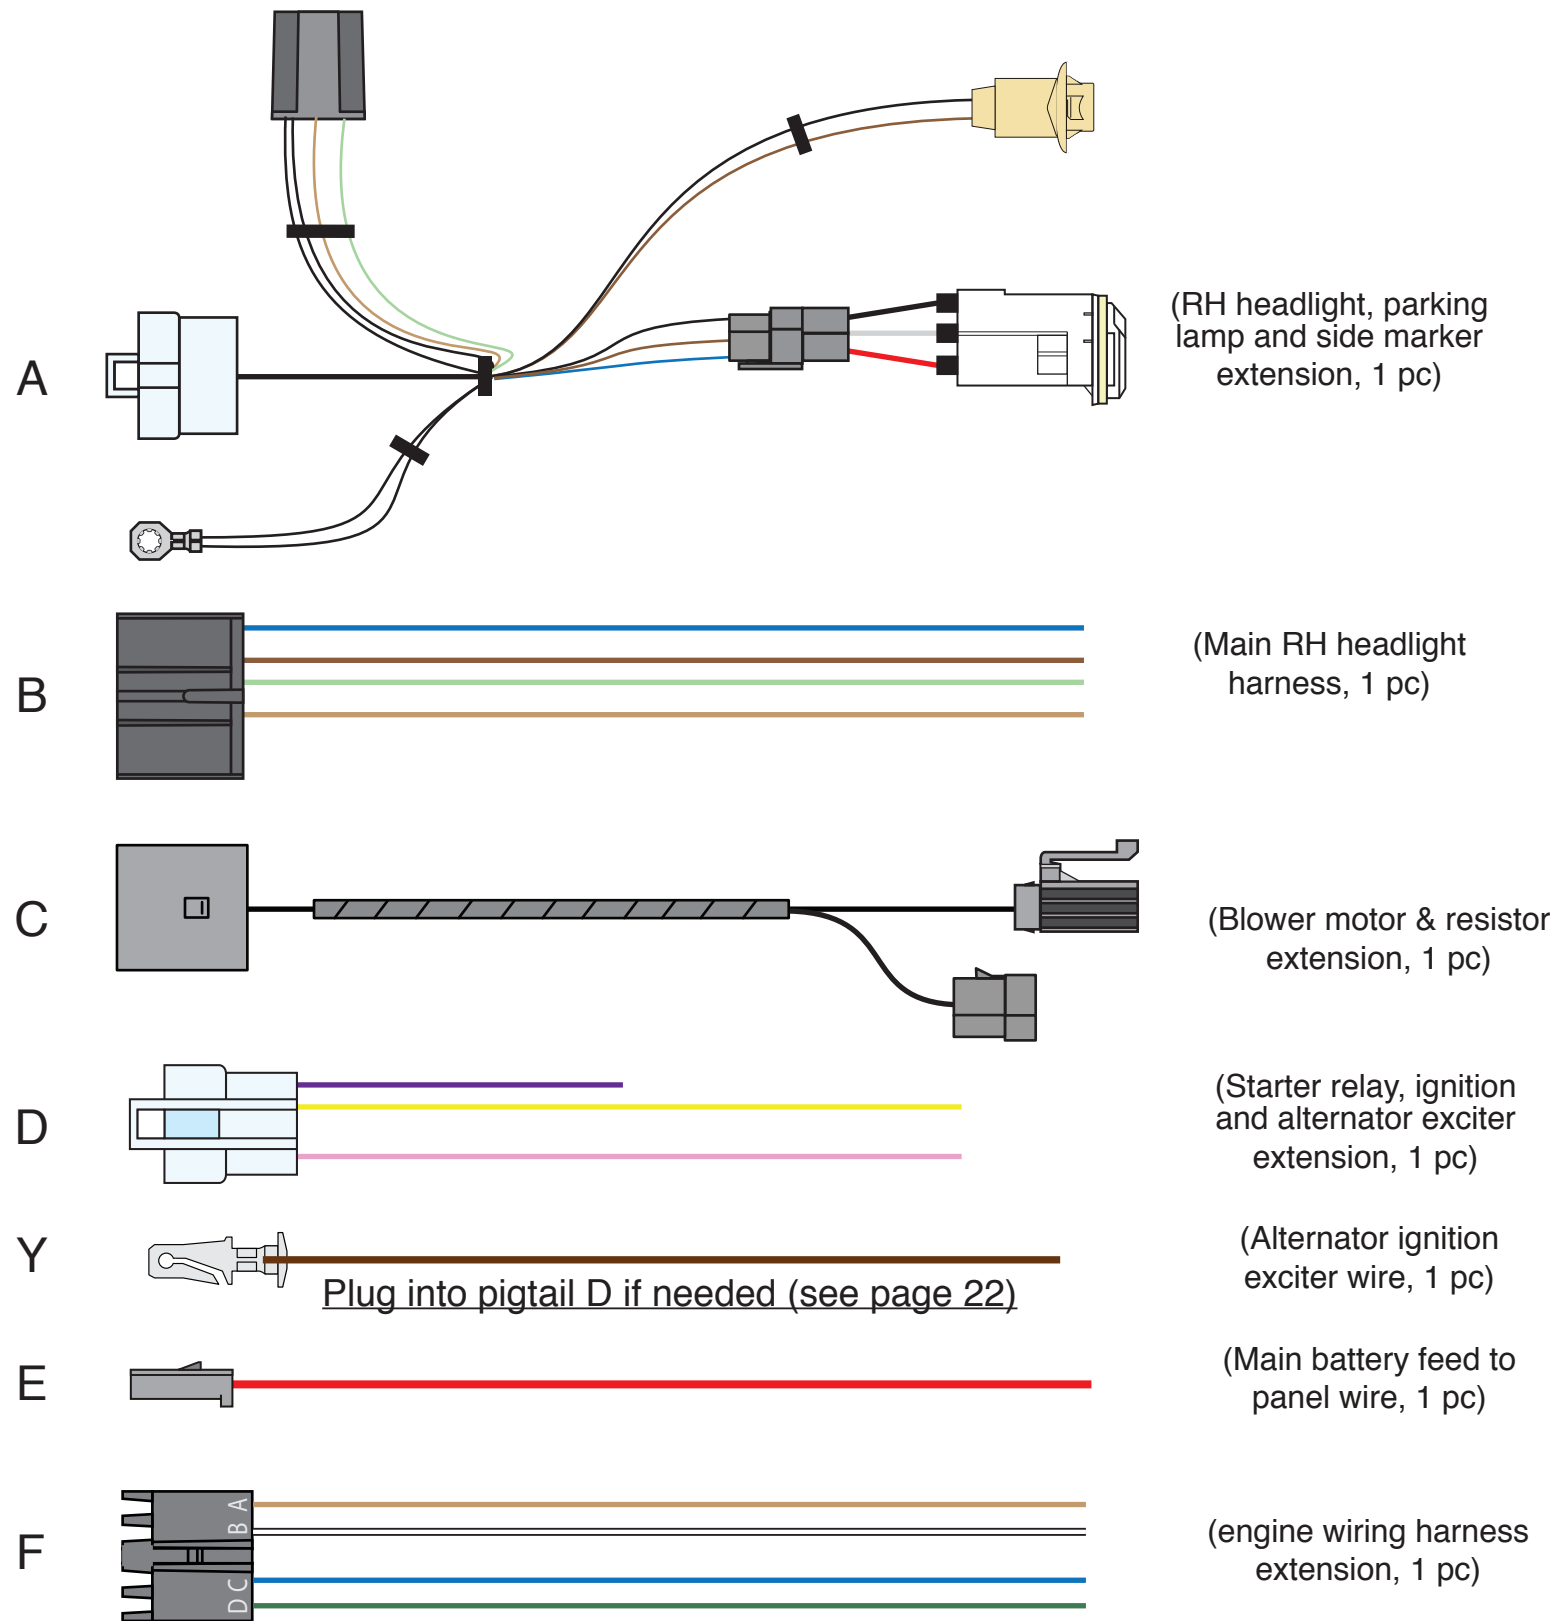 A
(RH headlight, parking
lamp and side marker
extension, 1 pc)
B
(Main RH headlight
harness, 1 pc)
C
(Blower motor & resistor
extension, 1 pc)
D
(Starter relay, ignition
and alternator exciter
extension, 1 pc)
Y
(Alternator ignition
exciter wire, 1 pc)
Plug into pigtail D if needed (see page 22)
E
(Main battery feed to
panel wire, 1 pc)
F
A
B
C
D
(engine wiring harness
extension, 1 pc)